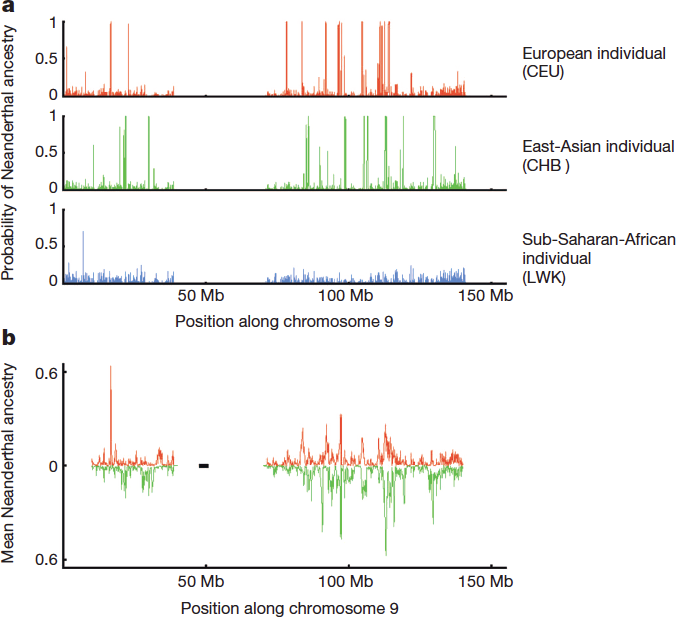 a
Probability of Neanderthal ancestry
1
0.5
0
European individual
(CEU)
1
0.5
0
East-Asian individual
(CHB )
1
0.5
0
Sub-Saharan-African
individual
(LWK)
50 Mb 100 Mb 150 Mb
Position along chromosome 9
b
Mean Neanderthal ancestry
0.6
0
0.6
50 Mb 100 Mb 150 Mb
Position along chromosome 9